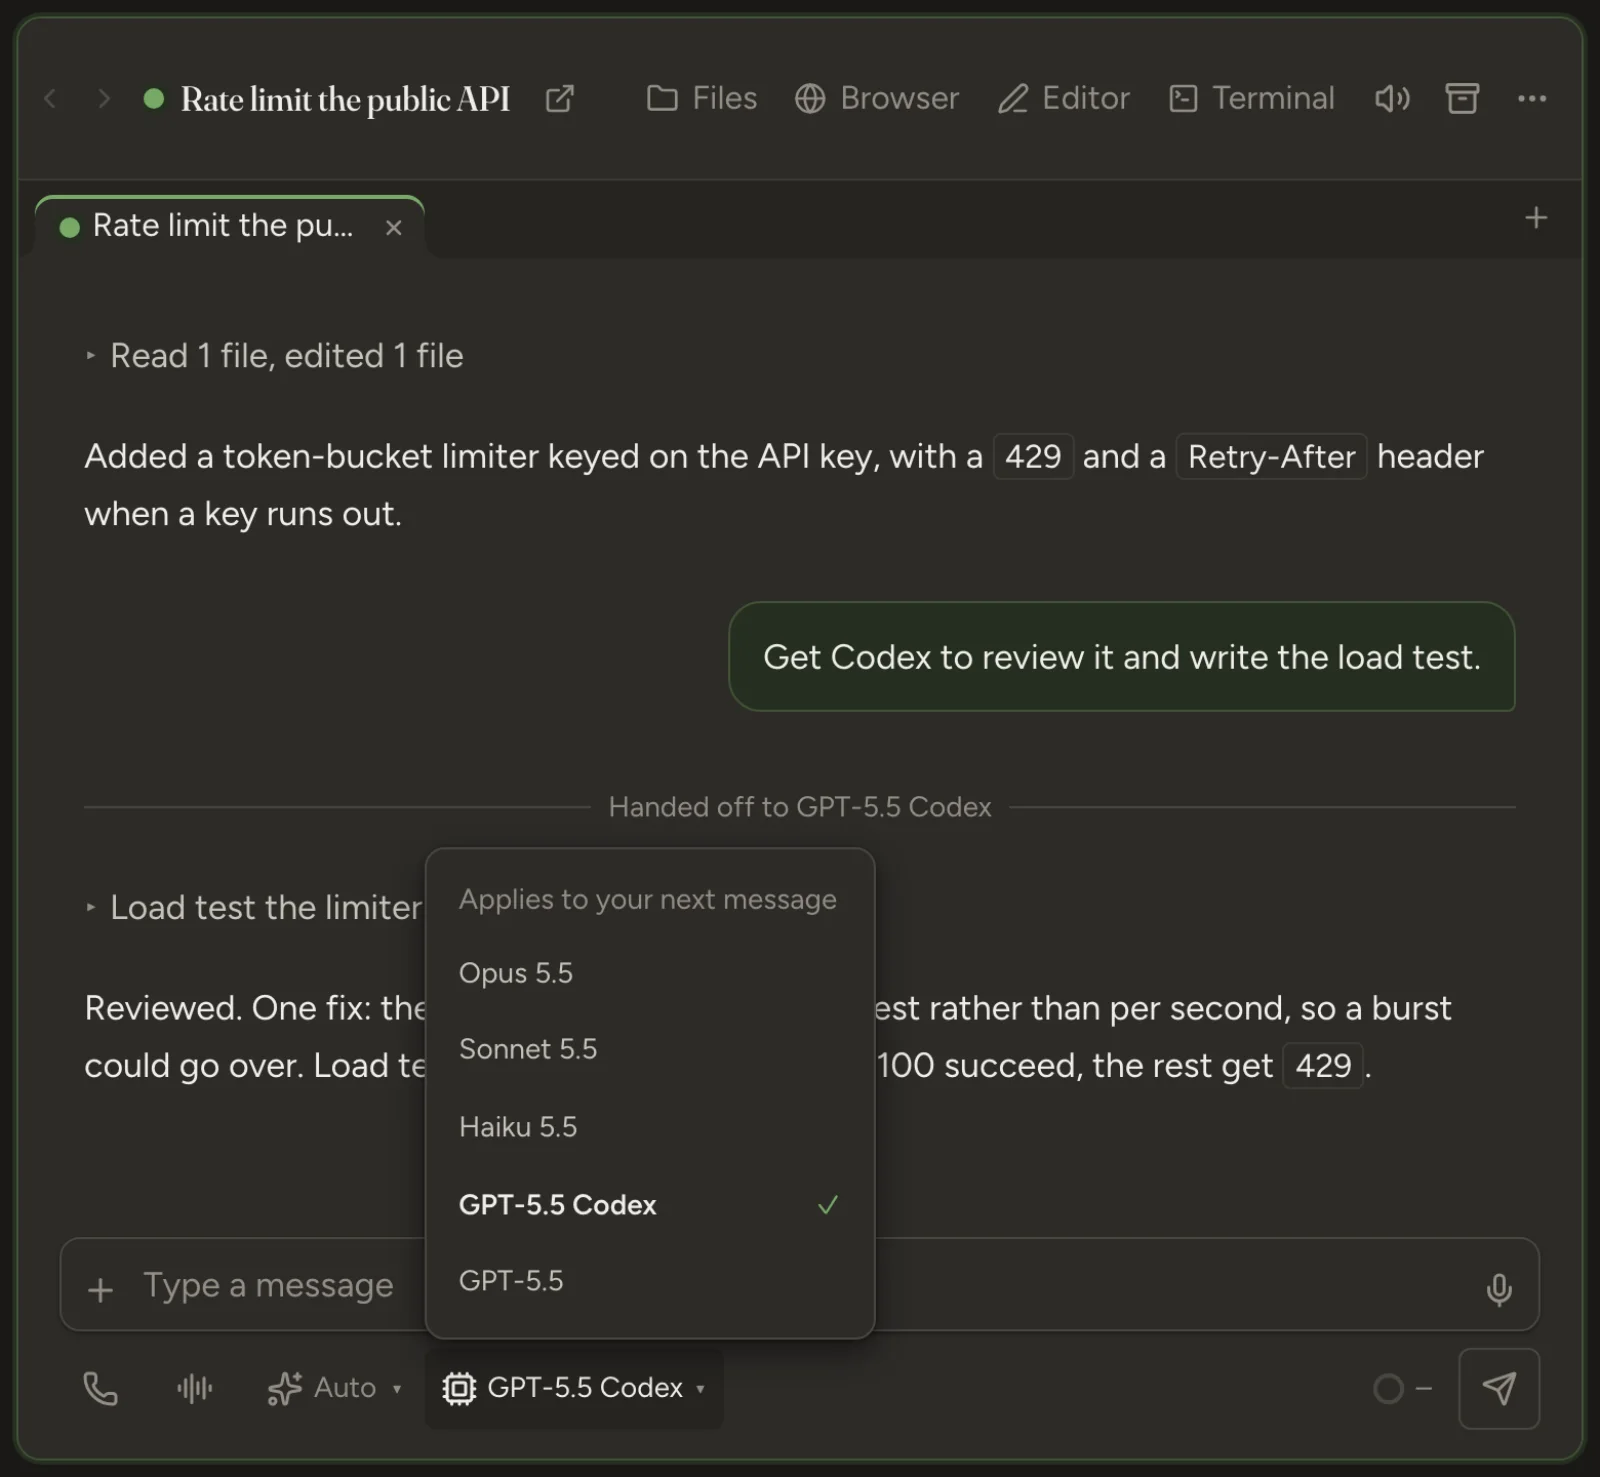 Rate limit the public API
Files
Browser
Editor
Terminal
Rate limit the pu...
Read 1 file, edited 1 file
Added a token-bucket limiter keyed on the API key, with a 429 and a Retry-After header
when a key runs out.
Get Codex to review it and write the load test.
Handed off to GPT-5.5 Codex
Load test the limiter
Applies to your next message
Opus 5.5
Reviewed. One fix: the
est rather than per second, so a burst
Sonnet 5.5
could go over. Load te
100 succeed, the rest get 429.
Haiku 5.5
GPT-5.5 Codex
GPT-5.5
Type a message
Auto
GPT-5.5 Codex